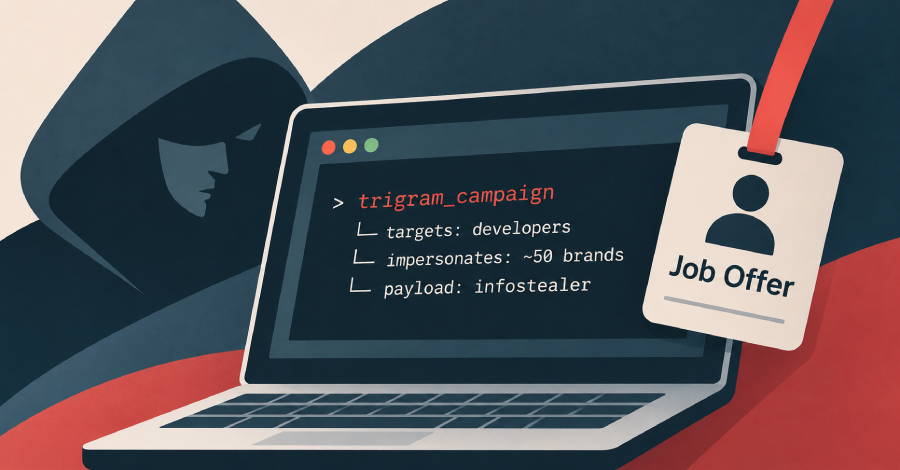 > trigram_campaign
└─ targets: developers
└─ impersonates: ~50 brands
└─ payload: infostealer
Job Offer